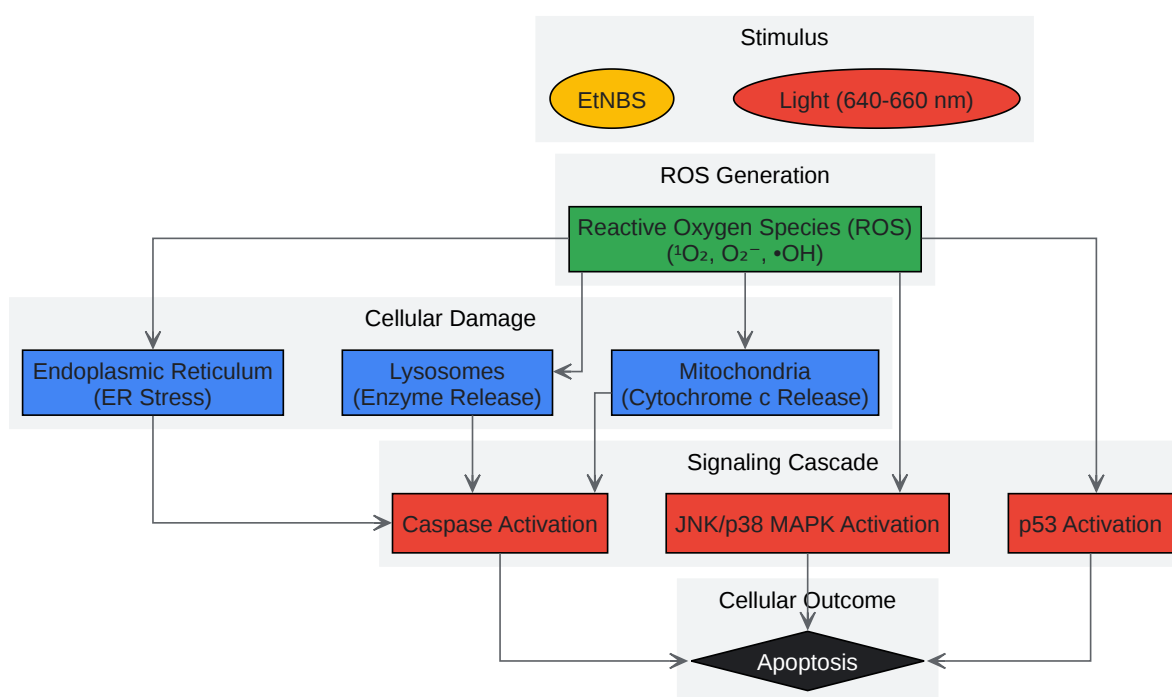 Stimulus
EtNBS
Light (640-660 nm)
ROS Generation
Reactive Oxygen Species (ROS)
(¹O₂, O₂⁻, •OH)
Cellular Damage
Endoplasmic Reticulum
(ER Stress)
Lysosomes
(Enzyme Release)
Mitochondria
(Cytochrome c Release)
Signaling Cascade
Caspase Activation
JNK/p38 MAPK Activation
p53 Activation
Cellular Outcome
Apoptosis